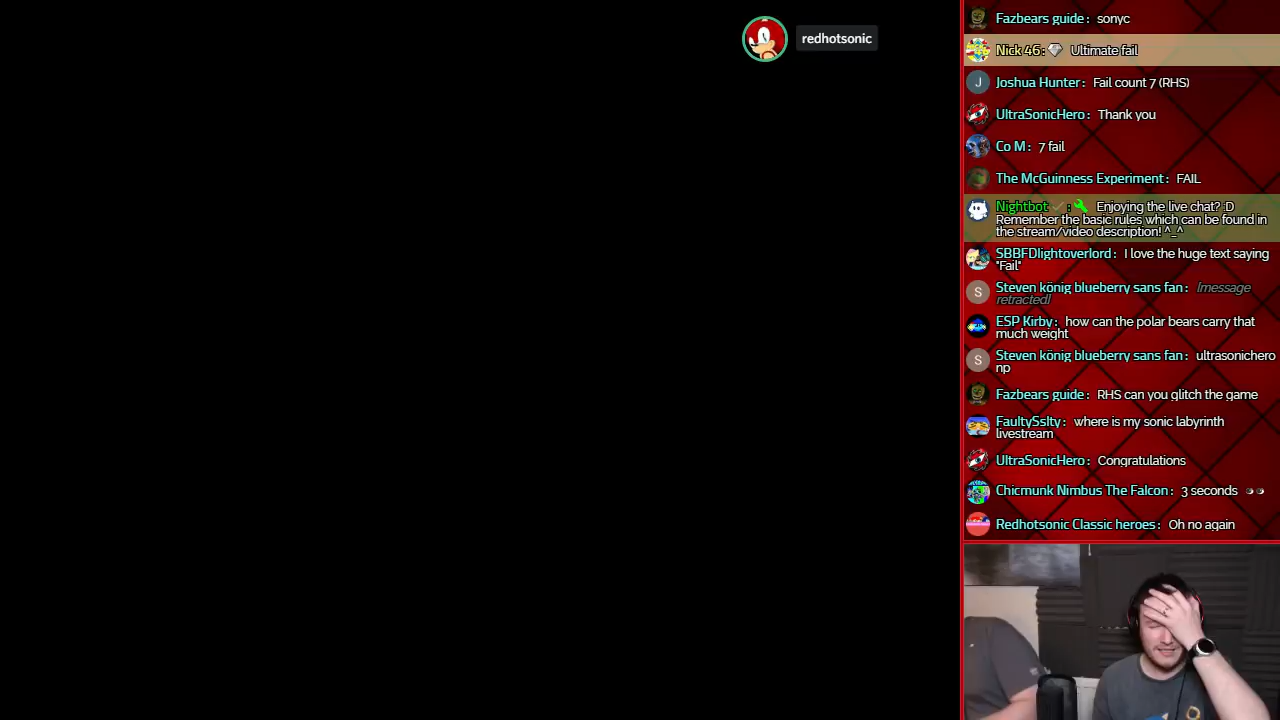 redhotsonic
Fazbears guide: sonyc
Nick 46: Ultimate fail
Joshua Hunter: Fail count 7 (RHS)
UltraSonicHero: Thank you
Co M: 7 fail
The McGuinness Experiment: FAIL
Nightbot: Enjoying the live chat? :D
Remember the basic rules which can be found in
the stream/video description! ^_^
SBBFDlightoverlord: I love the huge text saying
"Fail"
Steven könig blueberry sans fan: [message
retracted]
ESP Kirby: how can the polar bears carry that
much weight
Steven könig blueberry sans fan: ultrasonichero
np
Fazbears guide: RHS can you glitch the game
FaultySsIty: where is my sonic labyrinth
livestream
UltraSonicHero: Congratulations
Chicmunk Nimbus The Falcon: 3 seconds
Redhotsonic Classic heroes: Oh no again
J
S
S